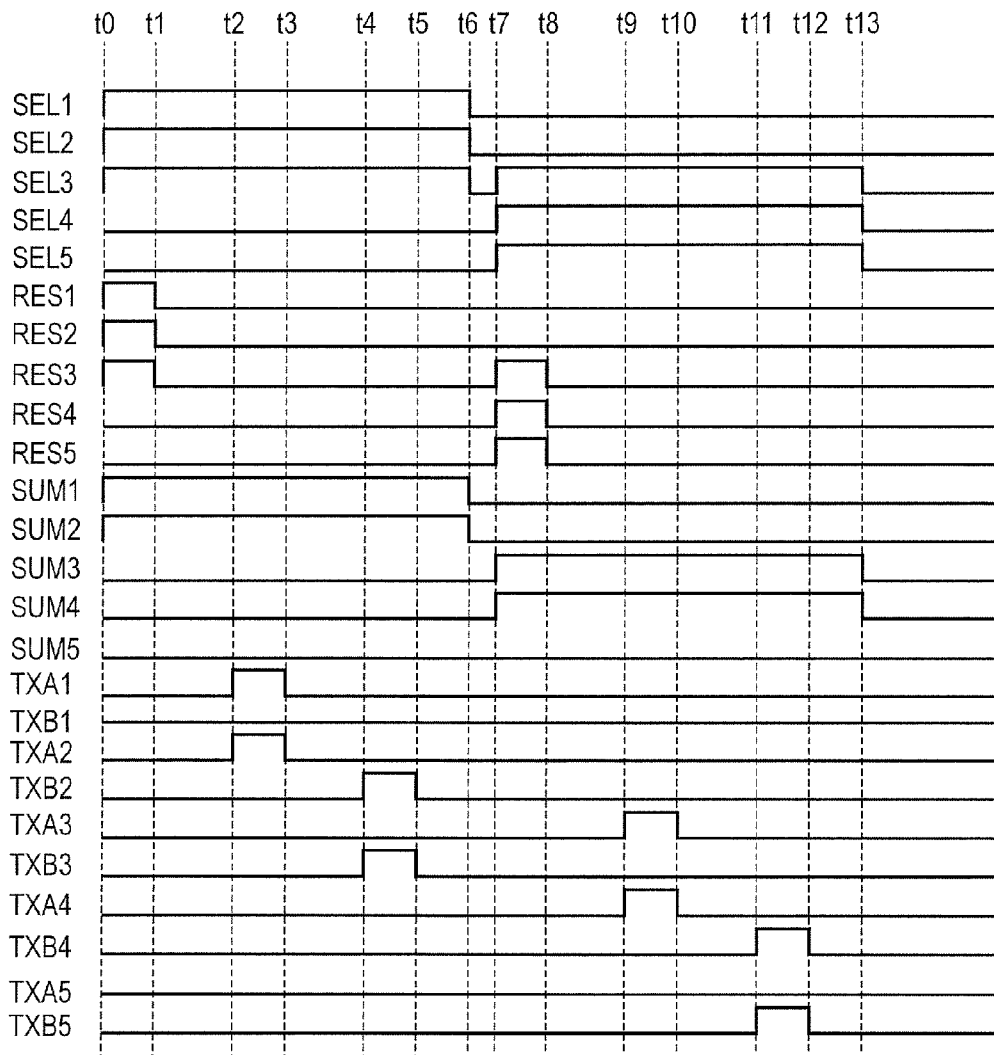 t0 t1 t2 t3 t4 t5 t6 t7 t8 t9 t10 t11 t12 t13
SEL1
SEL2
SEL3
SEL4
SEL5
RES1
RES2
RES3
RES4
RES5
SUM1
SUM2
SUM3
SUM4
SUM5
TXA1
TXB1
TXA2
TXB2
TXA3
TXB3
TXA4
TXB4
TXA5
TXB5